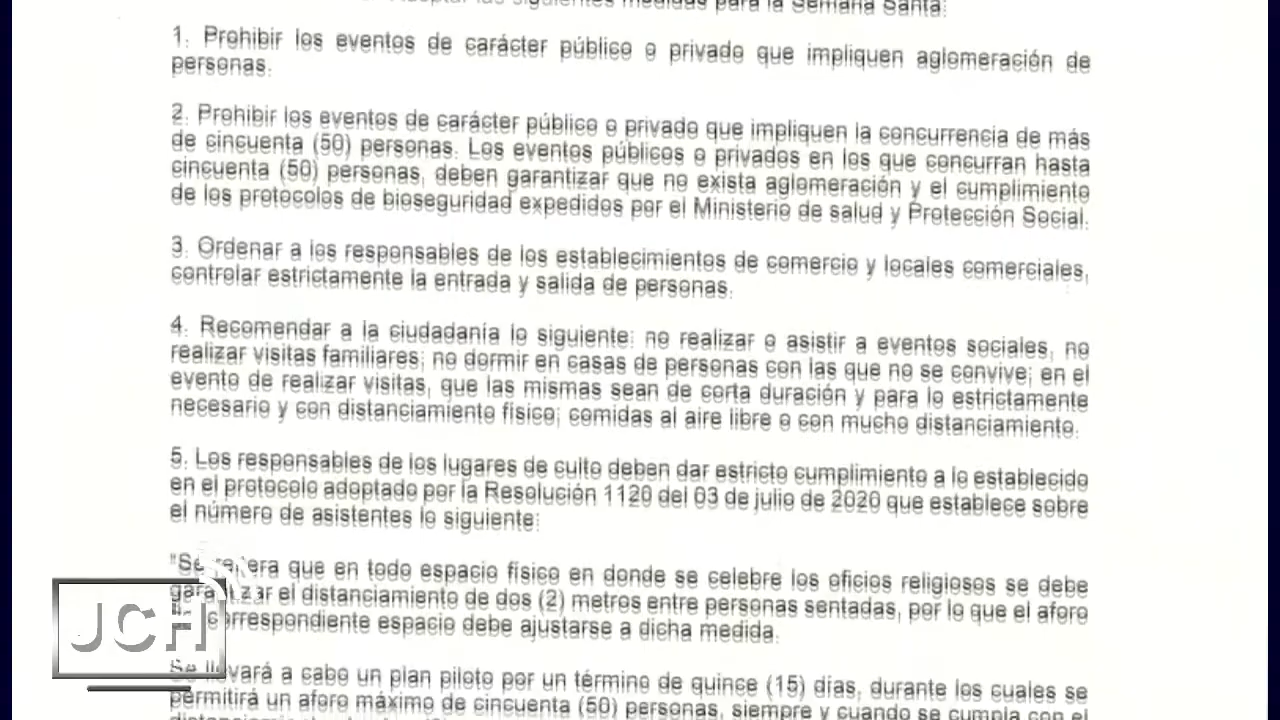 siguientes medidas para la Semana Santa:
1. Prohibir los eventos de carácter público o privado que impliquen aglomeración de
personas.
2. Prohibir los eventos de carácter público o privado que impliquen la concurrencia de más
de cincuenta (50) personas. Los eventos públicos o privados en los que concurran hasta
cincuenta (50) personas, deben garantizar que no exista aglomeración y el cumplimiento
de los protocolos de bioseguridad expedidos por el Ministerio de salud y Protección Social.
3. Ordenar a los responsables de los establecimientos de comercio y locales comerciales,
controlar estrictamente la entrada y salida de personas.
4. Recomendar a la ciudadanía lo siguiente: no realizar o asistir a eventos sociales, no
realizar visitas familiares; no dormir en casas de personas con las que no se convive; en el
evento de realizar visitas, que las mismas sean de corta duración y para lo estrictamente
necesario y con distanciamiento físico; comidas al aire libre o con mucho distanciamiento.
5. Los responsables de los lugares de culto deben dar estricto cumplimiento a lo establecido
en el protocolo adoptado por la Resolución 1120 del 03 de julio de 2020 que establece sobre
el número de asistentes lo siguiente:
"Se reitera que en todo espacio físico en donde se celebre los oficios religiosos se debe
garantizar el distanciamiento de dos (2) metros entre personas sentadas, por lo que el aforo
correspondiente espacio debe ajustarse a dicha medida.
Se llevará a cabo un plan piloto por un término de quince (15) días, durante los cuales se
permitirá un aforo máximo de cincuenta (50) personas, siempre y cuando se cumpla con el
JCH